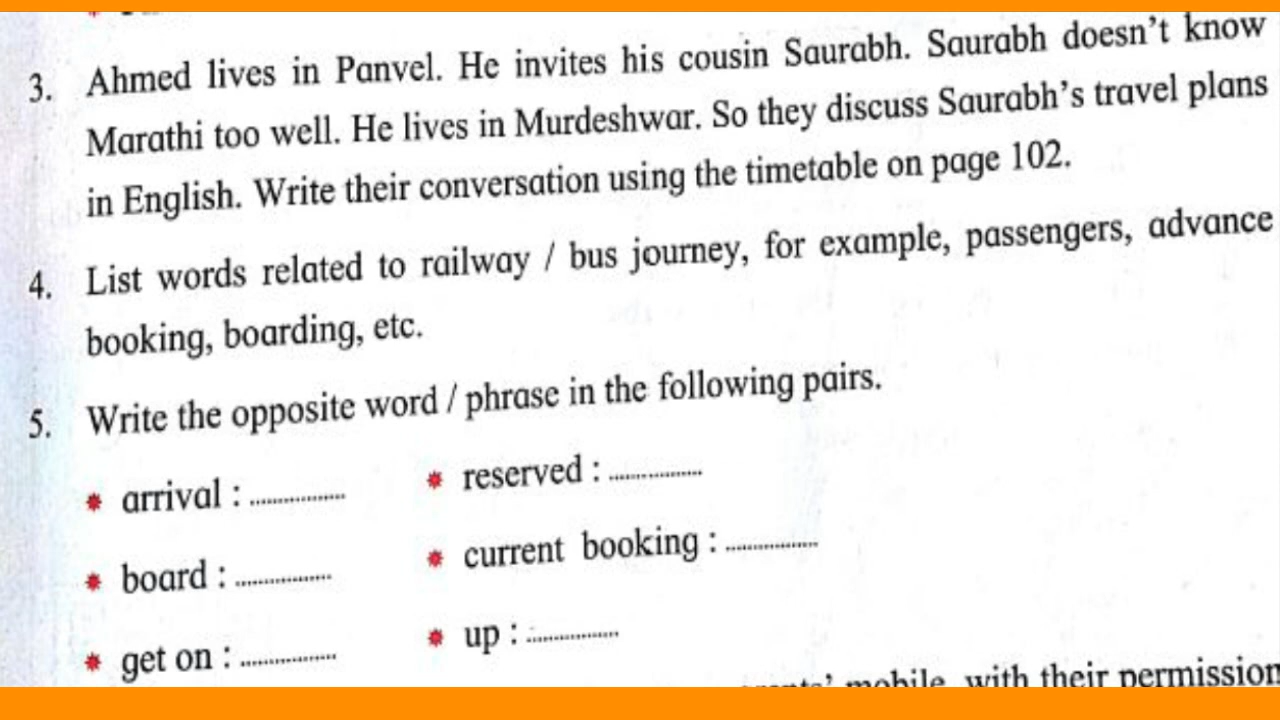 3. Ahmed lives in Panvel. He invites his cousin Saurabh. Saurabh doesn't know
Marathi too well. He lives in Murdeshwar. So they discuss Saurabh's travel plans
in English. Write their conversation using the timetable on page 102.
4. List words related to railway / bus journey, for example, passengers, advance
booking, boarding, etc.
5. Write the opposite word / phrase in the following pairs.
* arrival : .................. * reserved : ..................
* board : .................. * current booking : ..................
* get on : .................. * up : ..................
mobile, with their permission